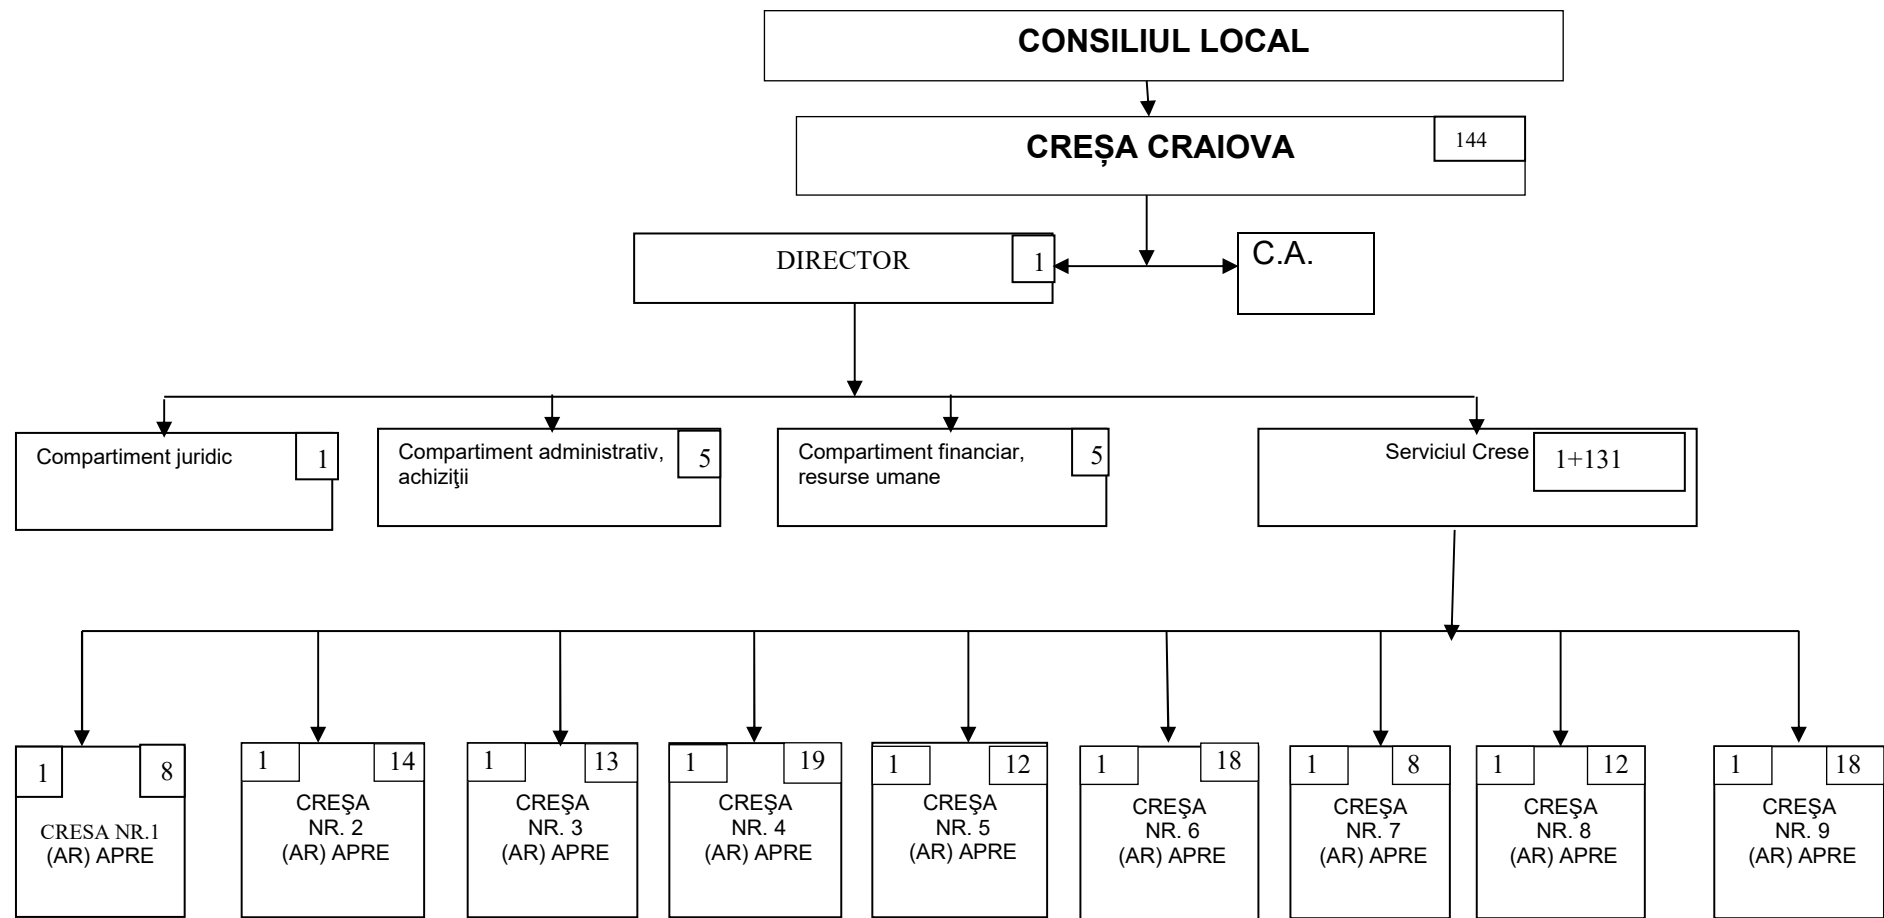 CONSILIUL LOCAL
CREȘA CRAIOVA
144
DIRECTOR
1
C.A.
Compartiment juridic
1
Compartiment administrativ,
achiziţii
5
Compartiment financiar,
resurse umane
5
Serviciul Crese
1+131
1
8
CRESA NR.1
(AR) APRE
1
14
CREŞA
NR. 2
(AR) APRE
1
13
CREŞA
NR. 3
(AR) APRE
1
19
CREŞA
NR. 4
(AR) APRE
1
12
CREŞA
NR. 5
(AR) APRE
1
18
CREŞA
NR. 6
(AR) APRE
1
8
CREŞA
NR. 7
(AR) APRE
1
12
CREŞA
NR. 8
(AR) APRE
1
18
CREŞA
NR. 9
(AR) APRE